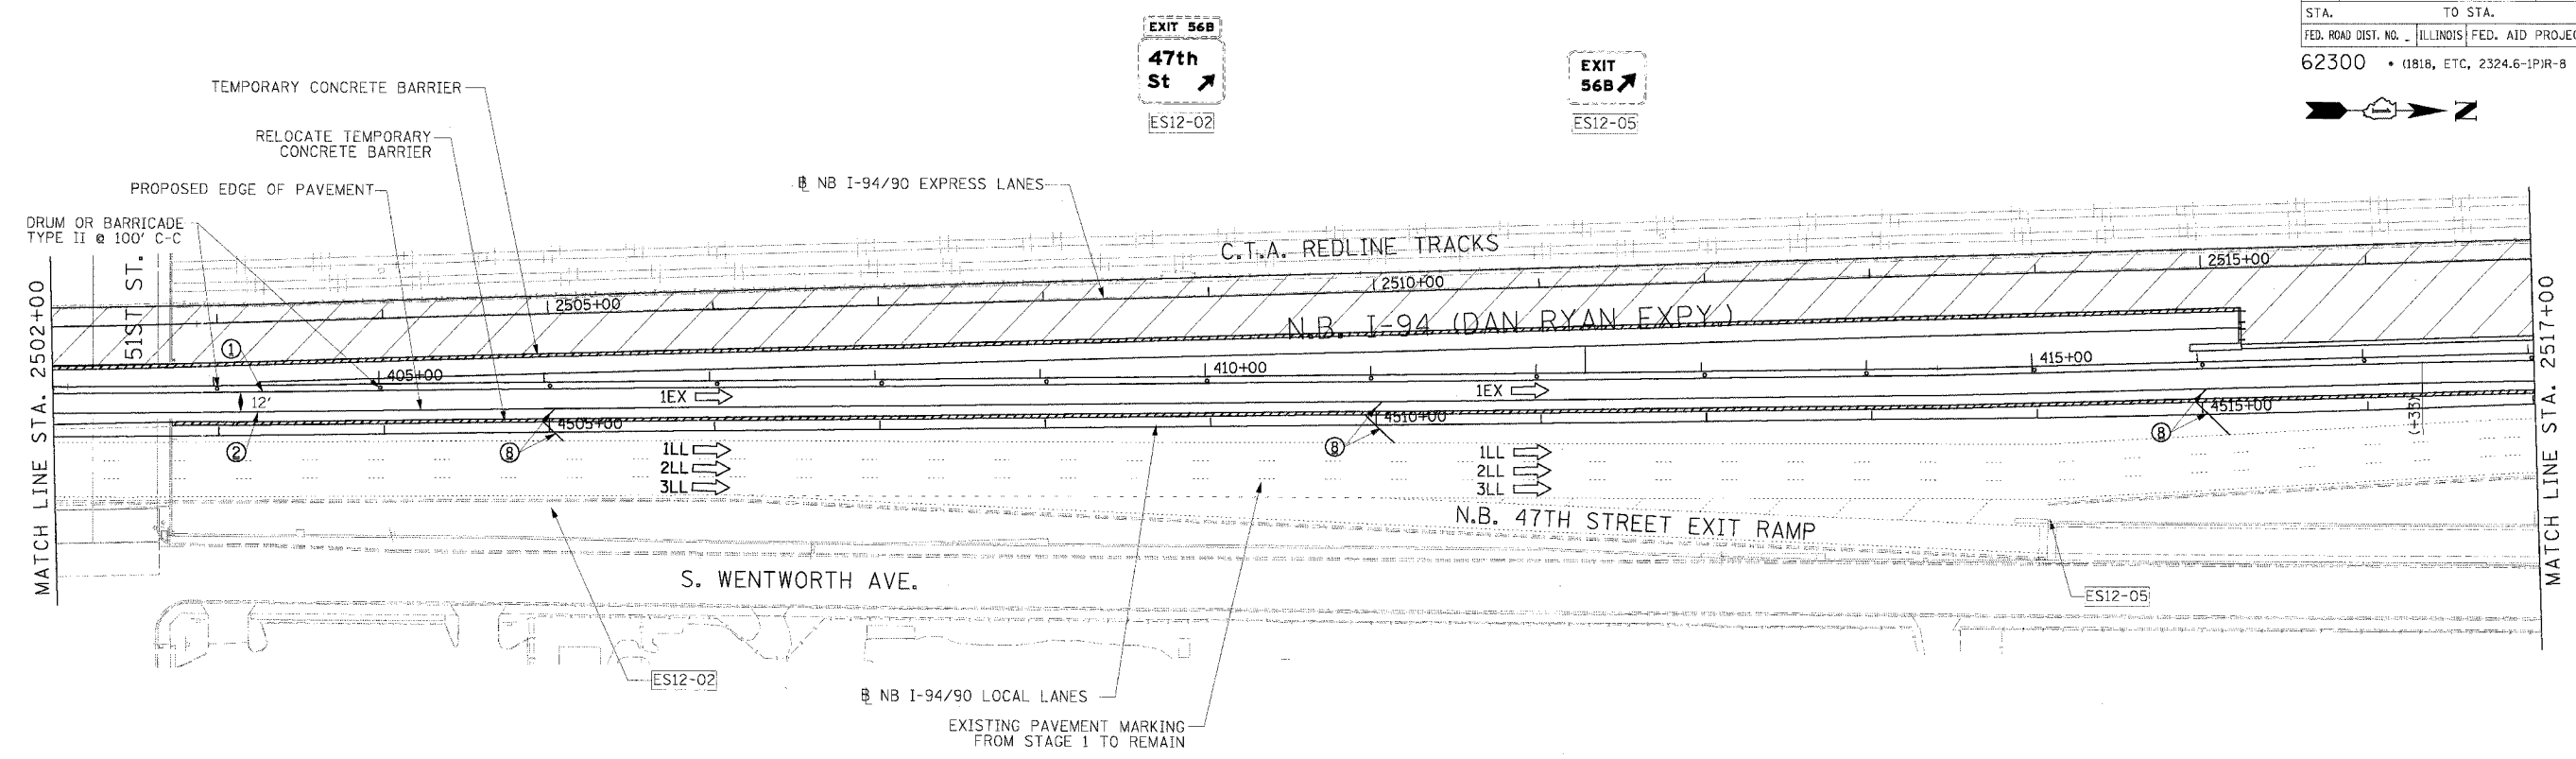 STA. TO STA.
FED. ROAD DIST. NO. _ ILLINOIS FED. AID PROJEC
62300 • (1818, ETC, 2324.6-1P)R-8
N
EXIT 56B
47th
St
ES12-02
EXIT
56B
ES12-05
TEMPORARY CONCRETE BARRIER
RELOCATE TEMPORARY
CONCRETE BARRIER
PROPOSED EDGE OF PAVEMENT
DRUM OR BARRICADE
TYPE II @ 100' C-C
NB I-94/90 EXPRESS LANES
C.T.A. REDLINE TRACKS
MATCH LINE STA. 2502+00
51ST ST.
2505+00
2510+00
2515+00
N.B. I-94 (DAN RYAN EXPY.)
1
405+00
410+00
415+00
12'
1EX
1EX
2
8
4505+00
8
4510+00
8
4515+00
(+33)
1LL
2LL
3LL
1LL
2LL
3LL
N.B. 47TH STREET EXIT RAMP
S. WENTWORTH AVE.
ES12-02
ES12-05
NB I-94/90 LOCAL LANES
EXISTING PAVEMENT MARKING
FROM STAGE 1 TO REMAIN
MATCH LINE STA. 2517+00